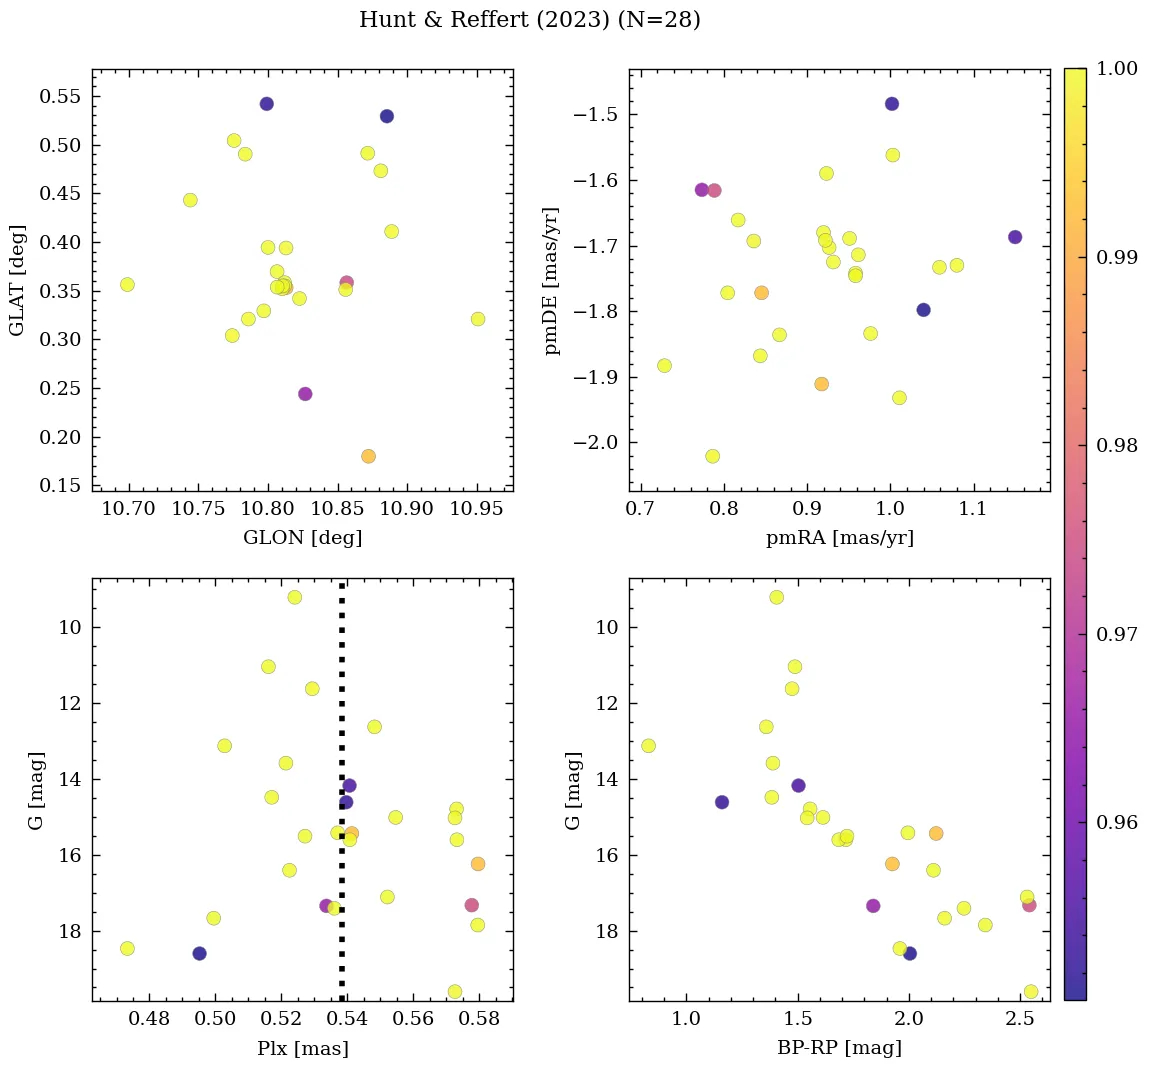 Hunt & Reffert (2023) (N=28)
GLAT [deg]
0.55
0.50
0.45
0.40
0.35
0.30
0.25
0.20
0.15
10.70 10.75 10.80 10.85 10.90 10.95
GLON [deg]
pmDE [mas/yr]
−1.5
−1.6
−1.7
−1.8
−1.9
−2.0
0.7 0.8 0.9 1.0 1.1
pmRA [mas/yr]
1.00
0.99
0.98
0.97
0.96
G [mag]
10
12
14
16
18
0.48 0.50 0.52 0.54 0.56 0.58
Plx [mas]
G [mag]
10
12
14
16
18
1.0 1.5 2.0 2.5
BP-RP [mag]